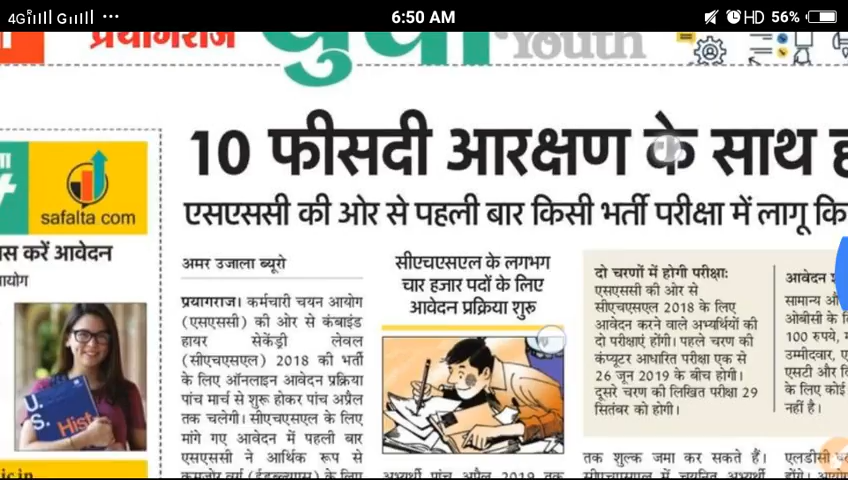 4G
G
6:50 AM
HD 56%
प्रयागराज
युवा
Youth
safalta com
करें आवेदन
10 फीसदी आरक्षण के साथ
एसएससी की ओर से पहली बार किसी भर्ती परीक्षा में लागू
अमर उजाला ब्यूरो
प्रयागराज। कर्मचारी चयन आयोग
(एसएससी) की ओर से कंबाइंड
हायर सेकेंड्री लेवल
(सीएचएसएल) 2018 की भर्ती
के लिए ऑनलाइन आवेदन प्रक्रिया
पांच मार्च से शुरू होकर पांच अप्रैल
तक चलेगी। सीएचएसएल के लिए
मांगे गए आवेदन में पहली बार
एसएससी ने आर्थिक रूप से
सीएचएसएल के लगभग
चार हजार पदों के लिए
आवेदन प्रक्रिया शुरू
U.
S.
Hist
दो चरणों में होगी परीक्षा:
एसएससी की ओर से
सीएचएसएल 2018 के लिए
आवेदन करने वाले अभ्यर्थियों की
दो परीक्षाएं होंगी। पहले चरण की
कंप्यूटर आधारित परीक्षा एक से
26 जून 2019 के बीच होगी।
दूसरे चरण की लिखित परीक्षा 29
सितंबर को होगी।
तक शुल्क जमा कर सकते हैं।
आवेदन
सामान्य
ओबीसी के
100 रुपये,
उम्मीदवार,
एसटी और
के लिए कोई
नहीं है।
एलडीसी
होंगे।